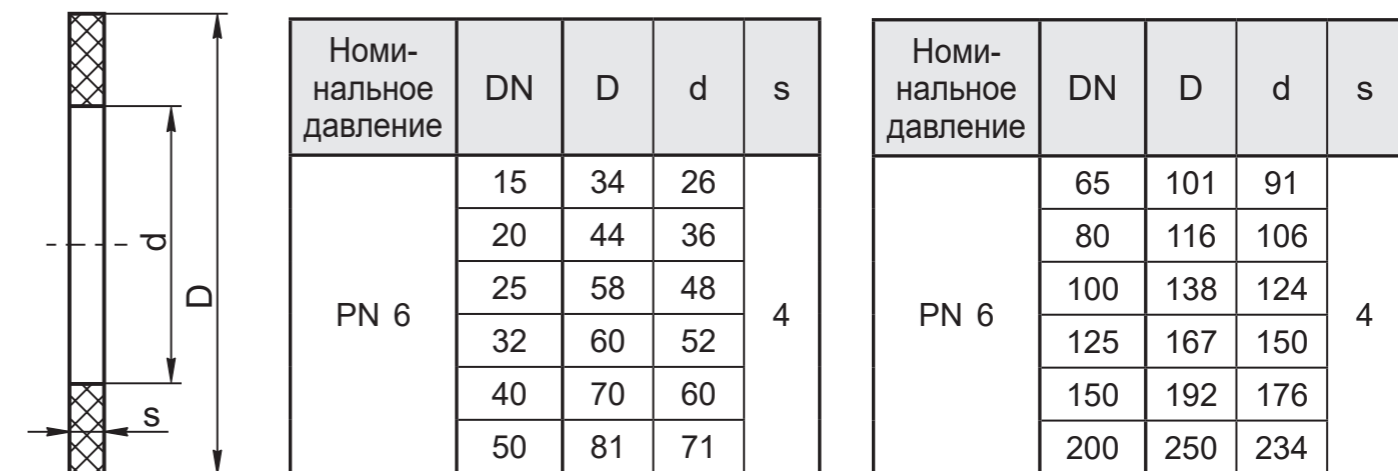 d
D
s
Номи-
нальное
давление
DN D d s
PN 6
15 34 26
20 44 36
25 58 48
32 60 52
40 70 60
50 81 71
4
Номи-
нальное
давление
DN D d s
PN 6
65 101 91
80 116 106
100 138 124
125 167 150
150 192 176
200 250 234
4